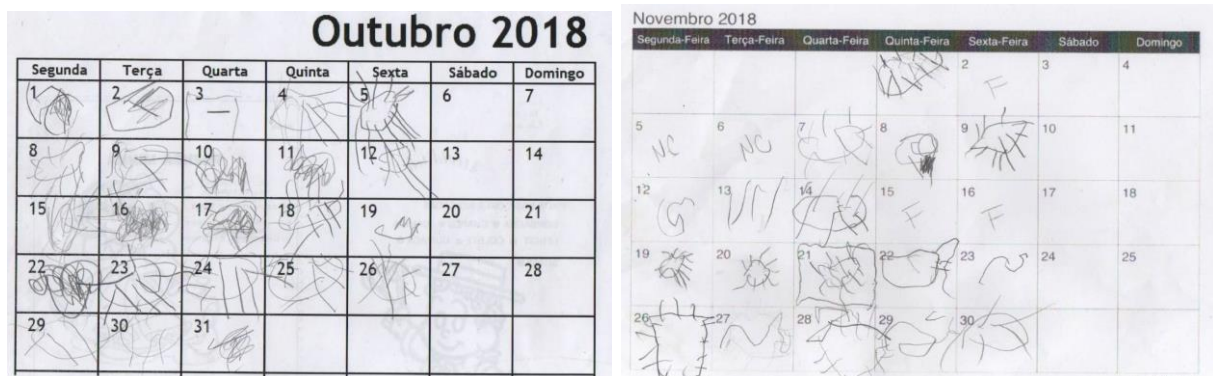 Outubro 2018
Segunda Terça Quarta Quinta Sexta Sábado Domingo
1 2 3 4 5 6 7
8 9 10 11 12 13 14
15 16 17 18 19 20 21
22 23 24 25 26 27 28
29 30 31
Novembro 2018
Segunda-Feira Terça-Feira Quarta-Feira Quinta-Feira Sexta-Feira Sábado Domingo
2 3 4
F
5 6 7 8 9 10 11
NC NC
12 13 14 15 16 17 18
F F
19 20 21 22 23 24 25
26 27 28 29 30